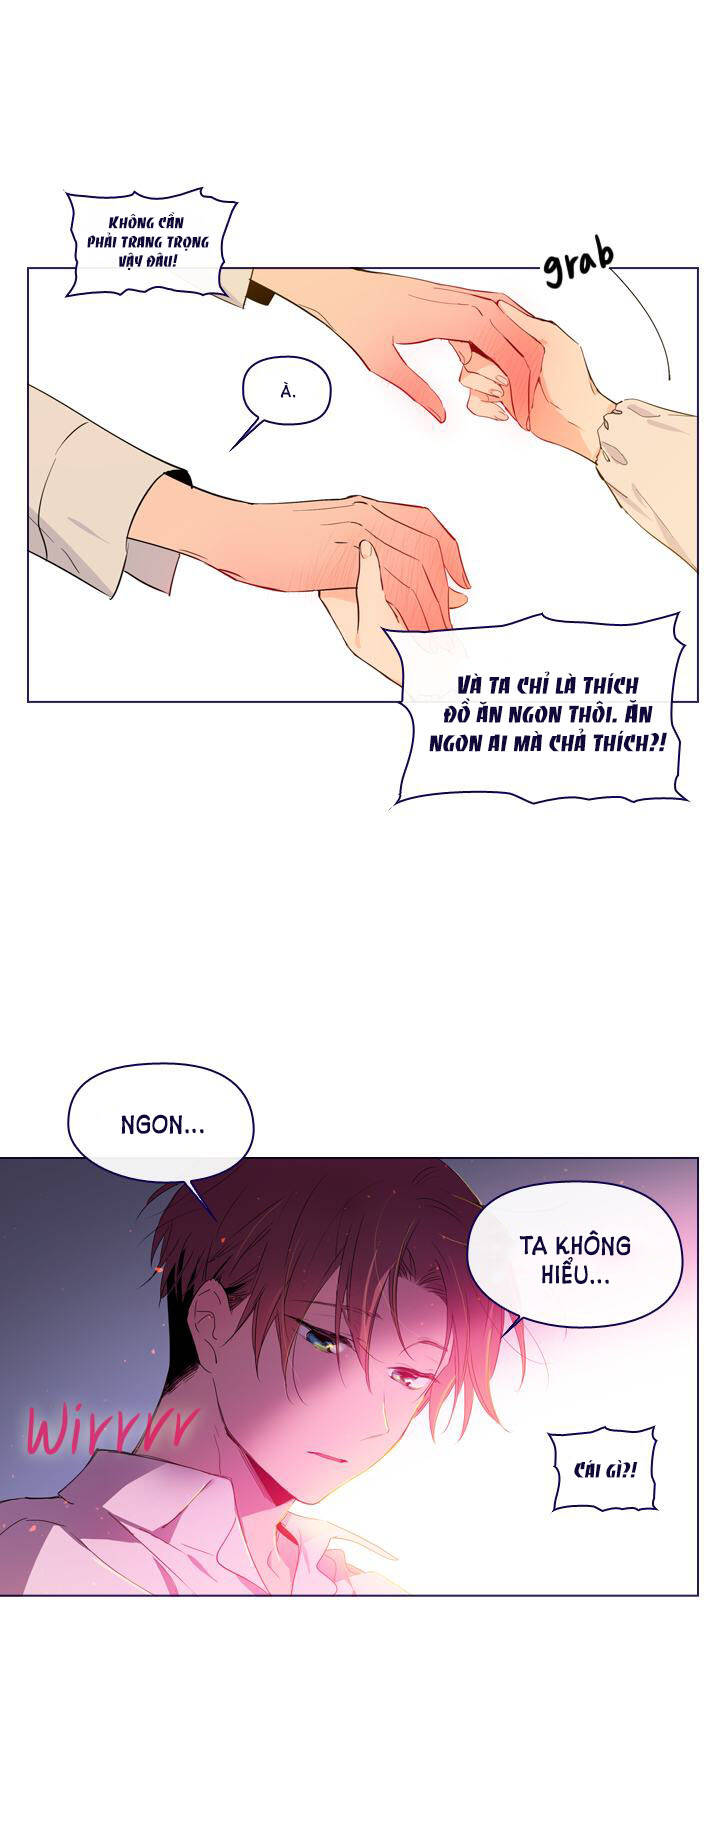 KHÔNG CẦN
PHẢI TRANG TRỌNG
VẬY ĐÂU!
grab
À.
VÀ TA CHỈ LÀ THÍCH
ĐỒ ĂN NGON THÔI. ĂN
NGON AI MÀ CHẢ THÍCH?!
NGON...
TA KHÔNG
HIỂU...
Wirrrrr
CÁI GÌ?!